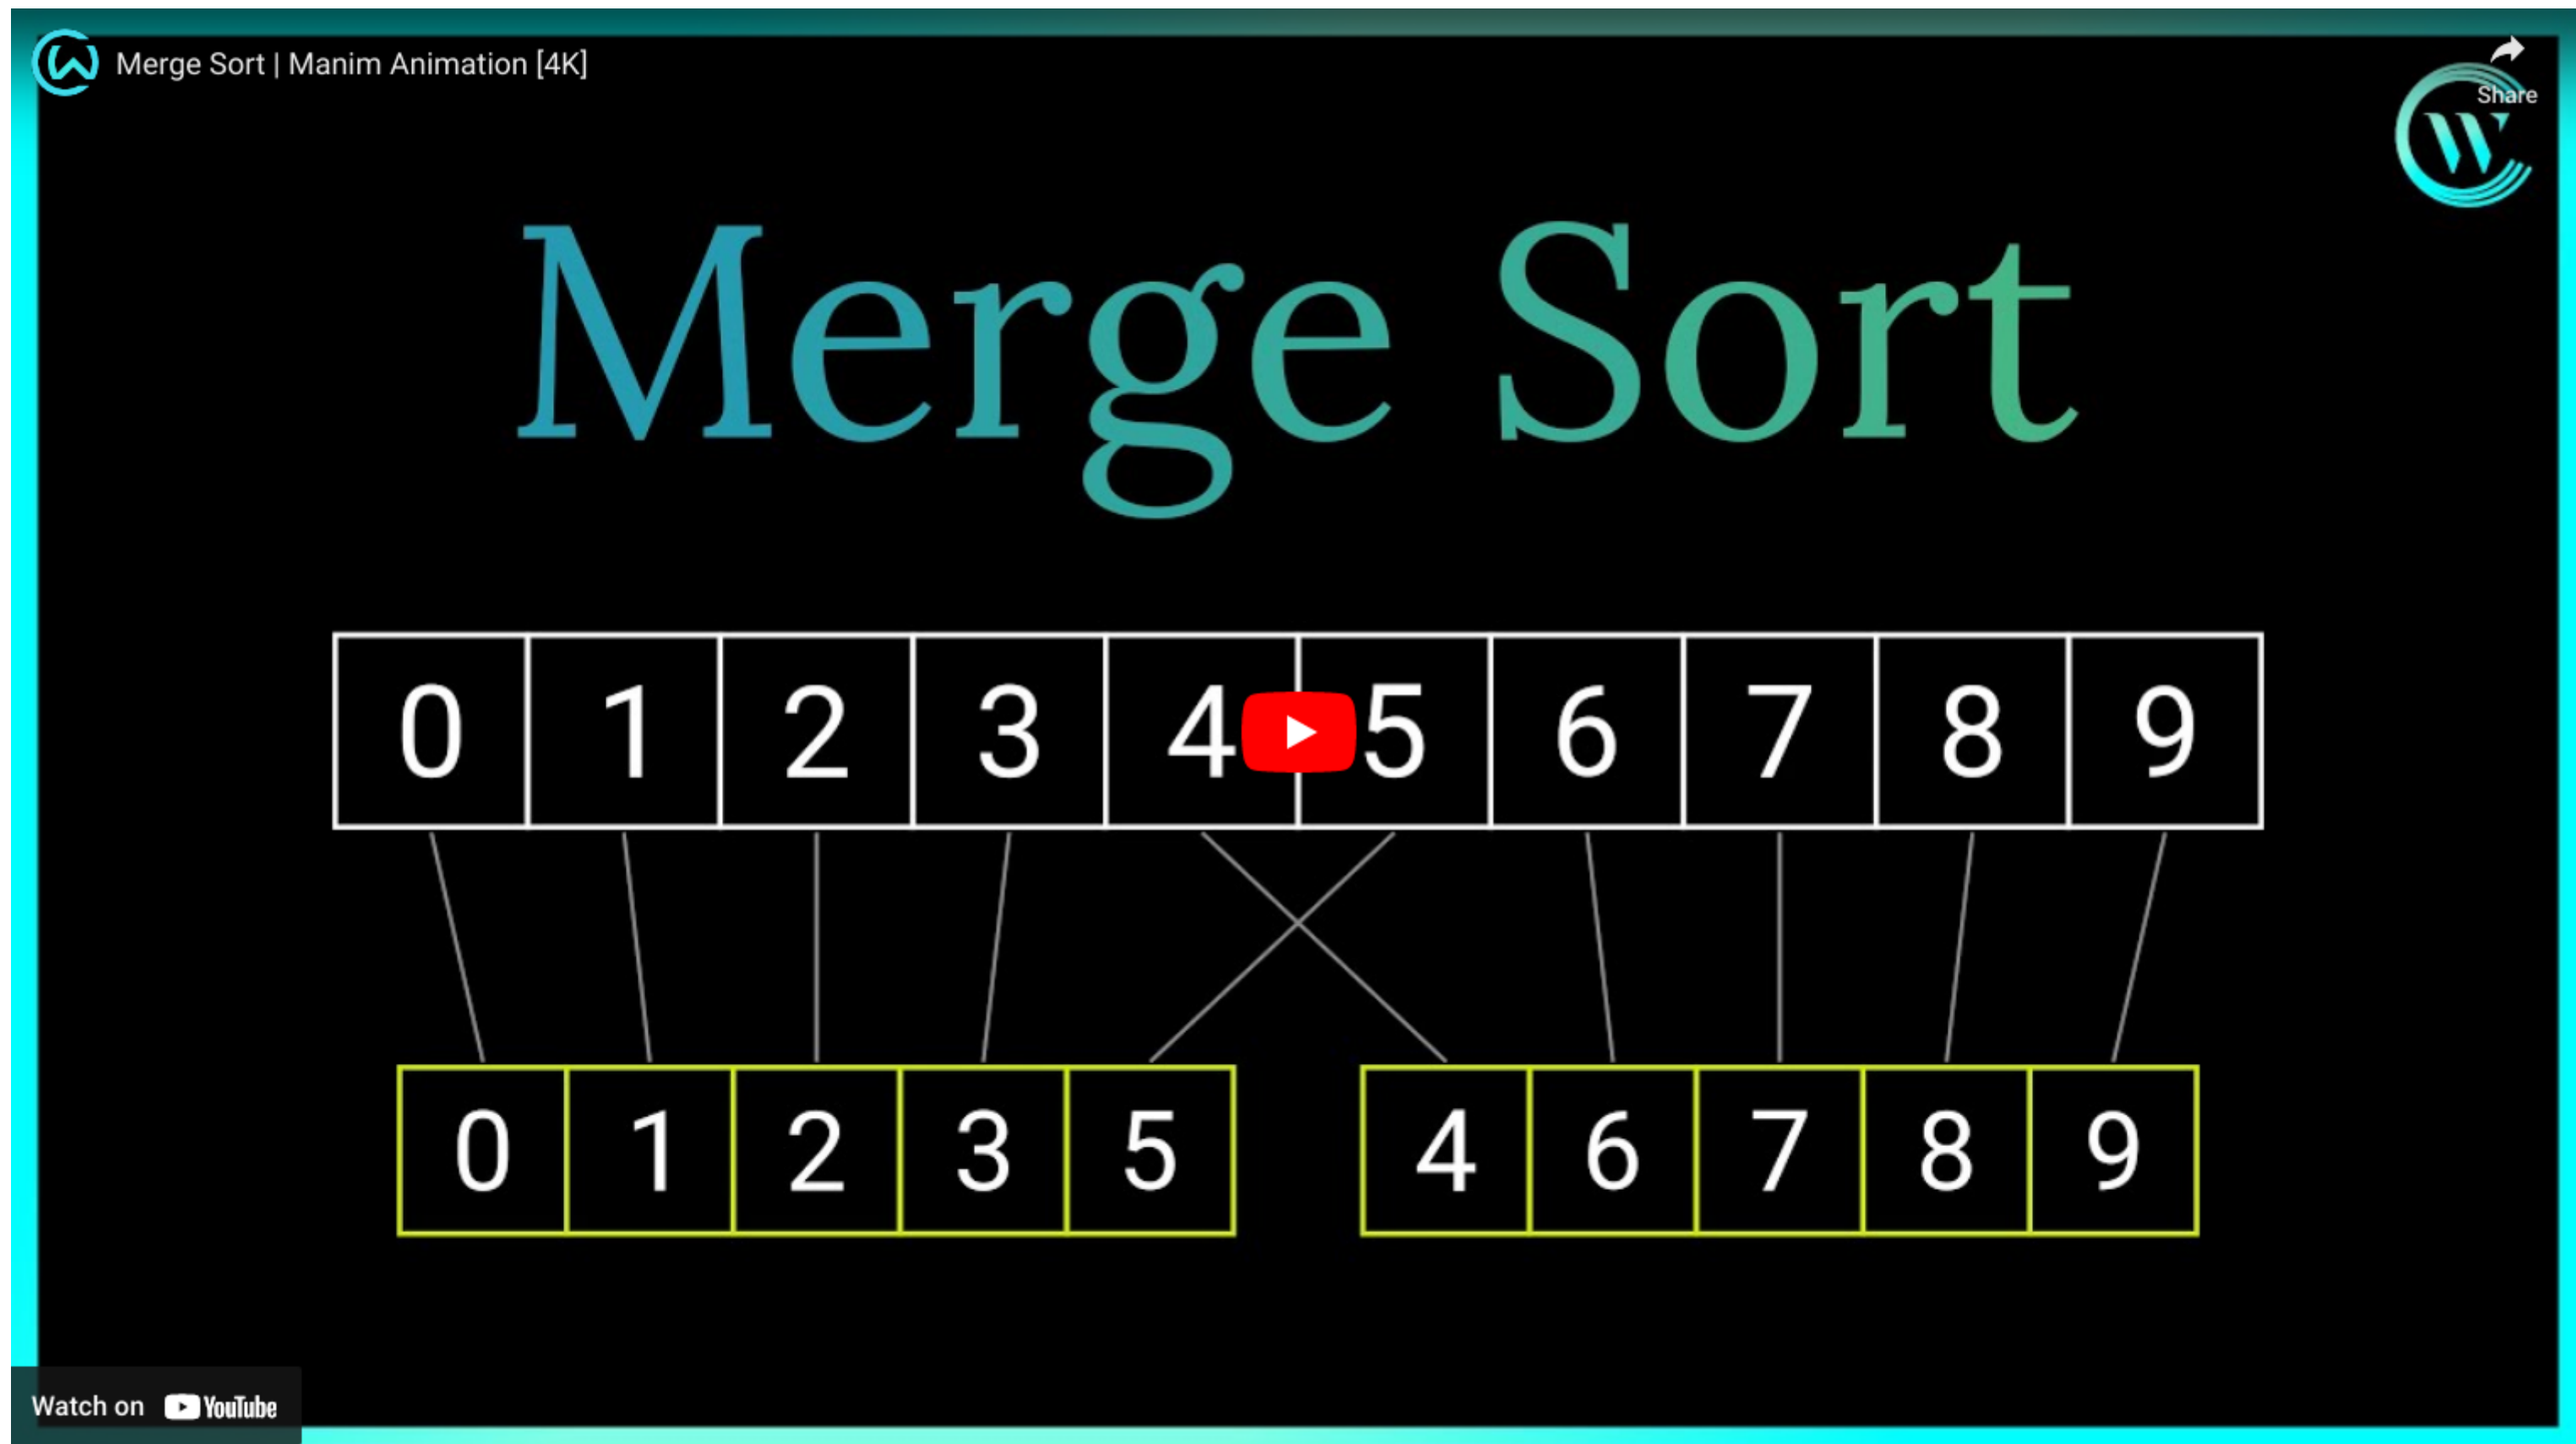 Merge Sort | Manim Animation [4K]
Share
W
Merge Sort
0 1 2 3 4 5 6 7 8 9
0 1 2 3 5 4 6 7 8 9
Watch on YouTube